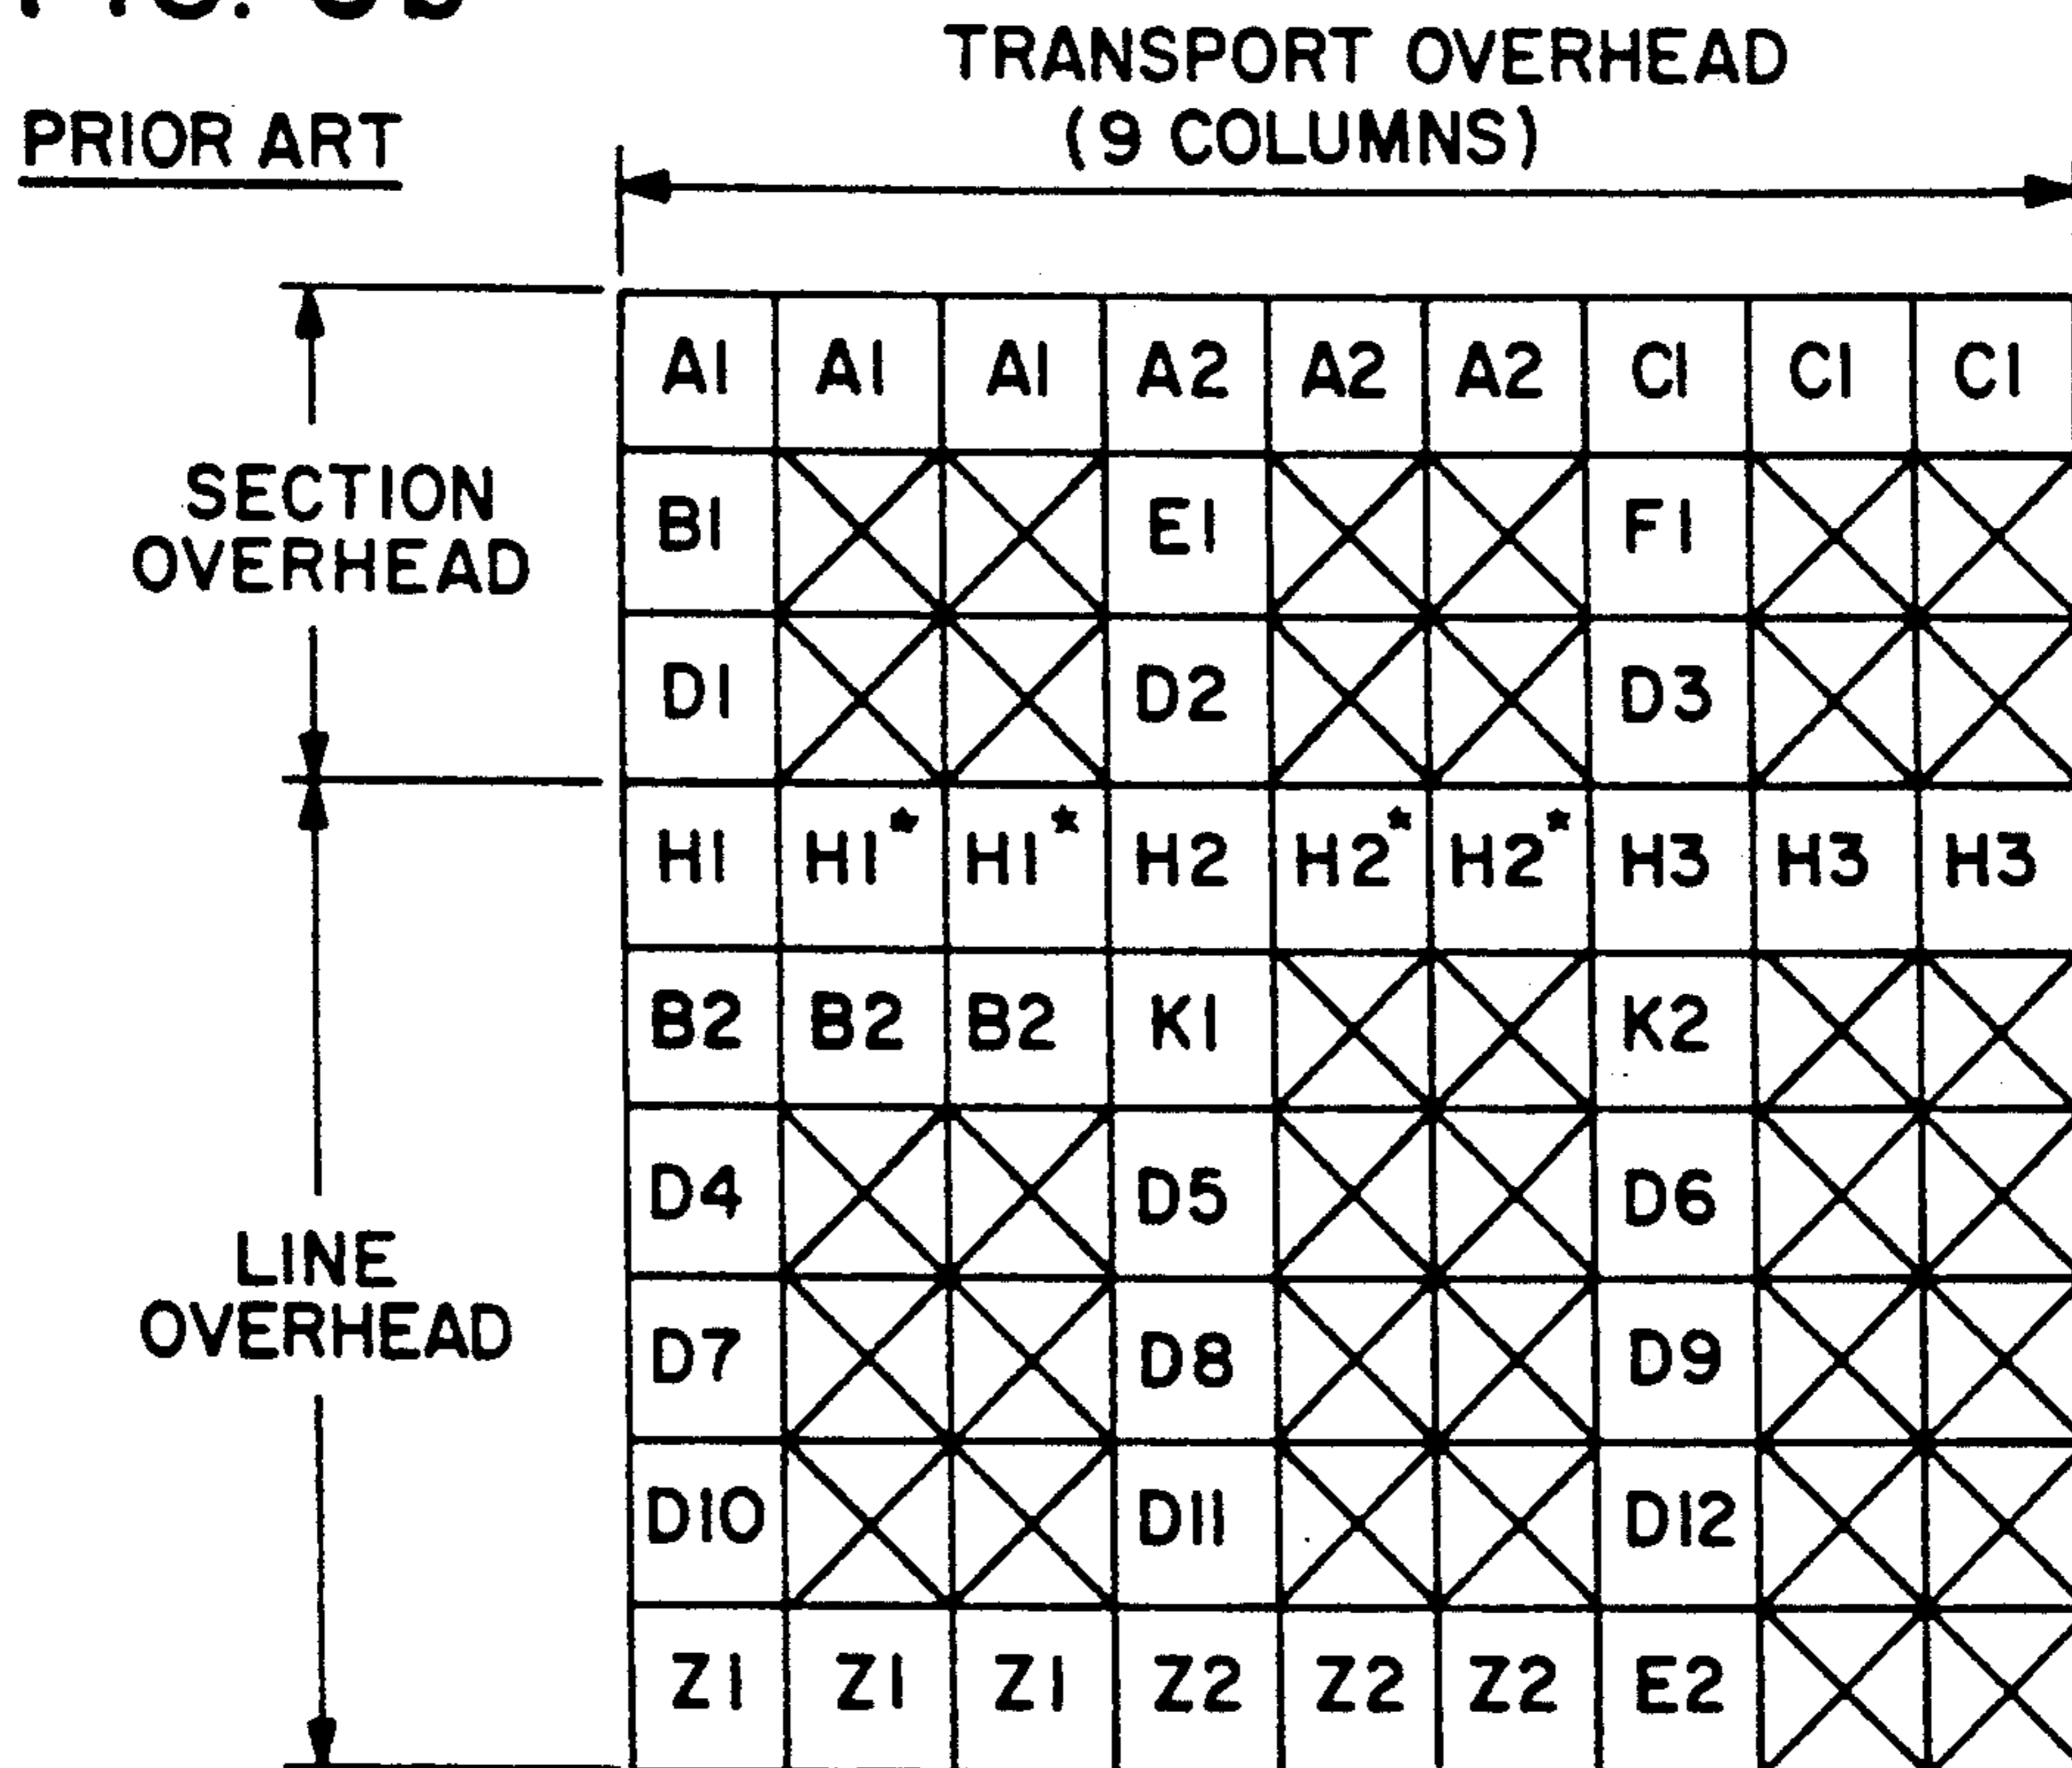 TRANSPORT OVERHEAD
(9 COLUMNS)
PRIOR ART
A1 A1 A1 A2 A2 A2 C1 C1 C1
SECTION
OVERHEAD
B1 E1 F1
D1 D2 D3
H1 H1* H1* H2 H2* H2* H3 H3 H3
B2 B2 B2 K1 K2
D4 D5 D6
LINE
OVERHEAD
D7 D8 D9
D10 D11 D12
Z1 Z1 Z1 Z2 Z2 Z2 E2